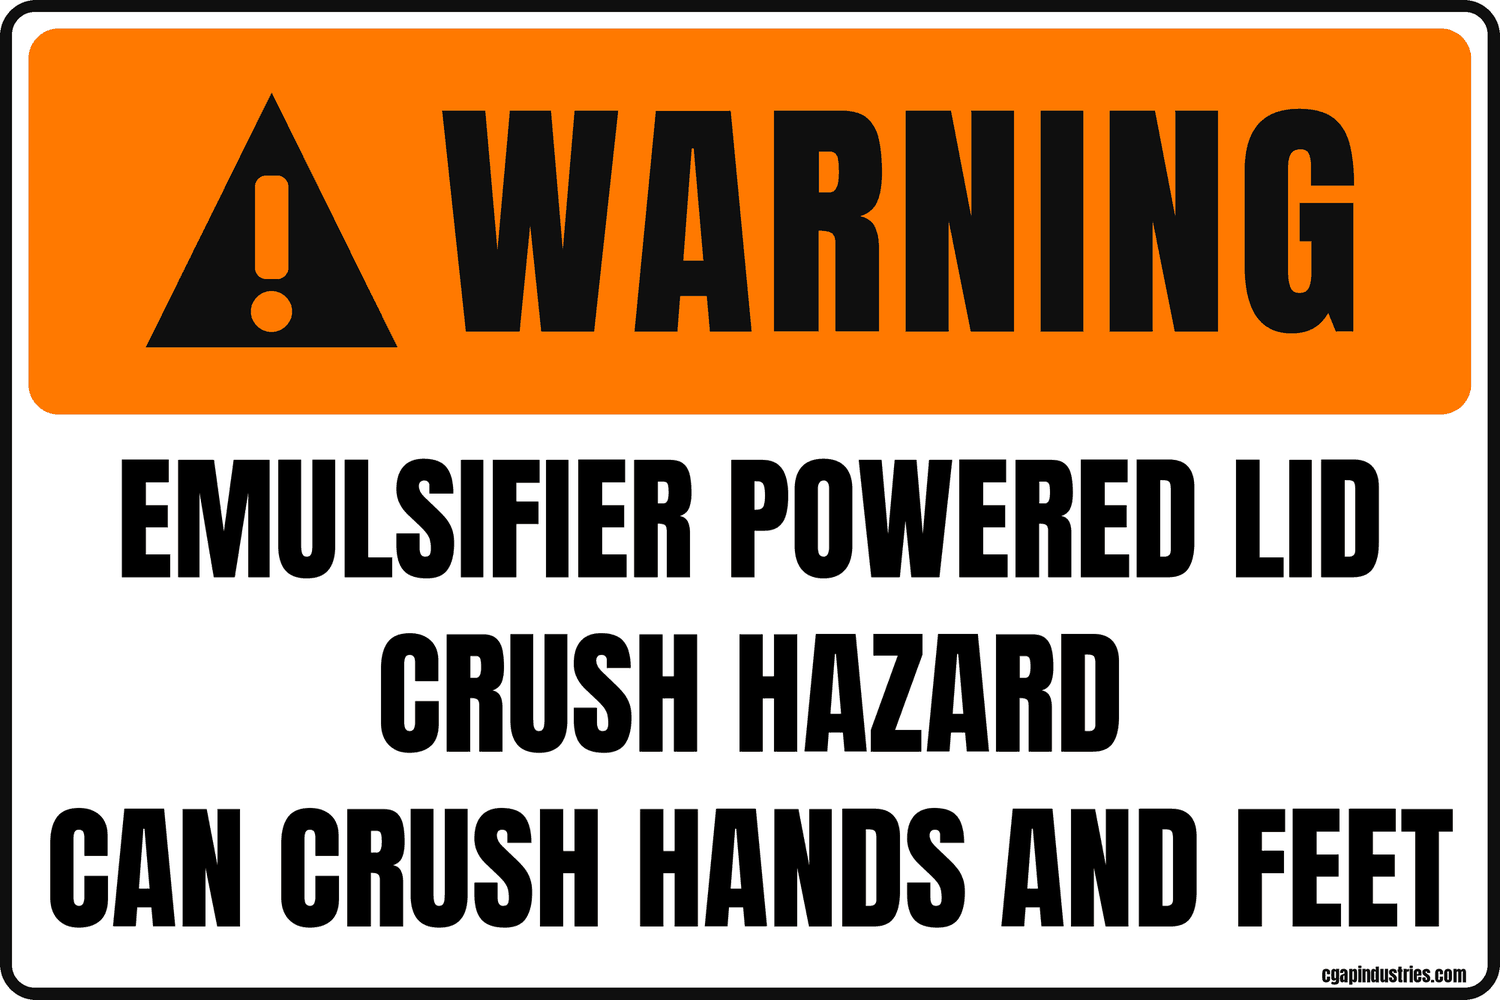 WARNING
EMULSIFIER POWERED LID
CRUSH HAZARD
CAN CRUSH HANDS AND FEET
cgapindustries.com